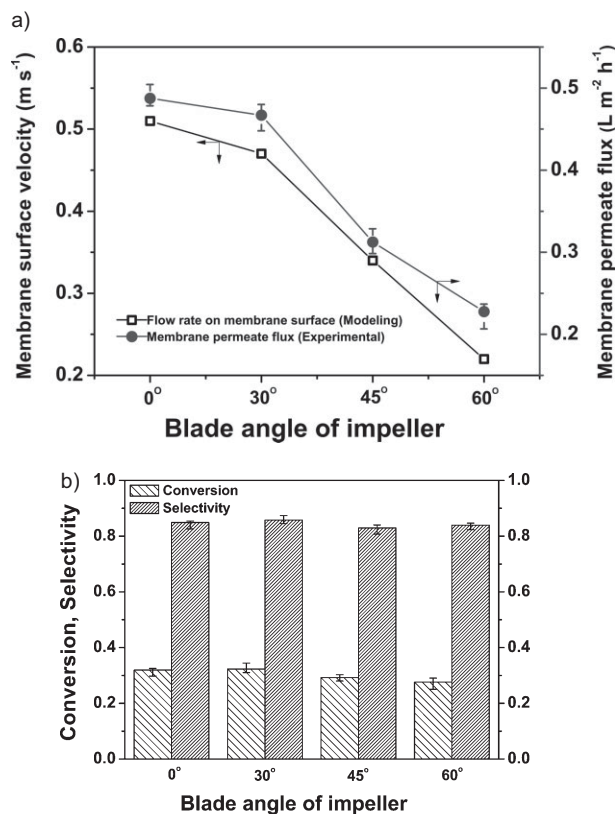 a)
Membrane surface velocity (m s⁻¹)
0.6
0.5
0.4
0.3
0.2
Membrane permeate flux (L m⁻² h⁻¹)
0.5
0.4
0.3
0.2
Flow rate on membrane surface (Modeling)
Membrane permeate flux (Experimental)
0° 30° 45° 60°
Blade angle of impeller
b)
Conversion, Selectivity
1.0
0.8
0.6
0.4
0.2
0.0
Conversion
Selectivity
1.0
0.8
0.6
0.4
0.2
0.0
0° 30° 45° 60°
Blade angle of impeller